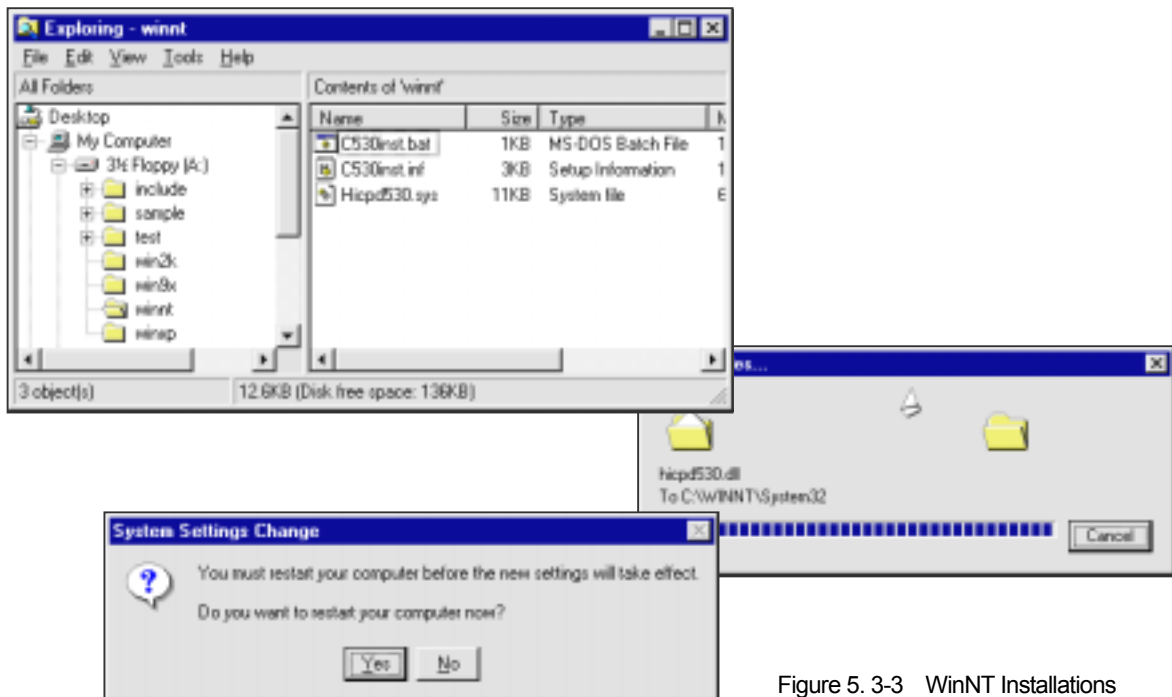 Exploring - winnt
File Edit View Tools Help
All Folders
Contents of 'winnt'
Desktop
My Computer
3½ Floppy (A:)
include
sample
test
win2k
win9x
winnt
winxp
Name Size Type
C530inst.bat 1KB MS-DOS Batch File
C530inst.inf 3KB Setup Information
Hicpd530.sys 11KB System file
3 object(s)
12.6KB (Disk free space: 136KB)
es...
hicpd530.dll
To C:\WINNT\System32
Cancel
System Settings Change
You must restart your computer before the new settings will take effect.
Do you want to restart your computer now?
Yes No
Figure 5. 3-3 WinNT Installations